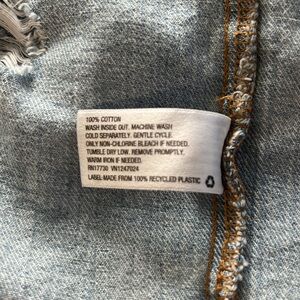 100% COTTON
WASH INSIDE OUT. MACHINE WASH
COLD SEPARATELY. GENTLE CYCLE.
ONLY NON-CHLORINE BLEACH IF NEEDED.
TUMBLE DRY LOW. REMOVE PROMPTLY.
WARM IRON IF NEEDED.
RN17730 VN1247024
LABEL-MADE FROM 100% RECYCLED PLASTIC